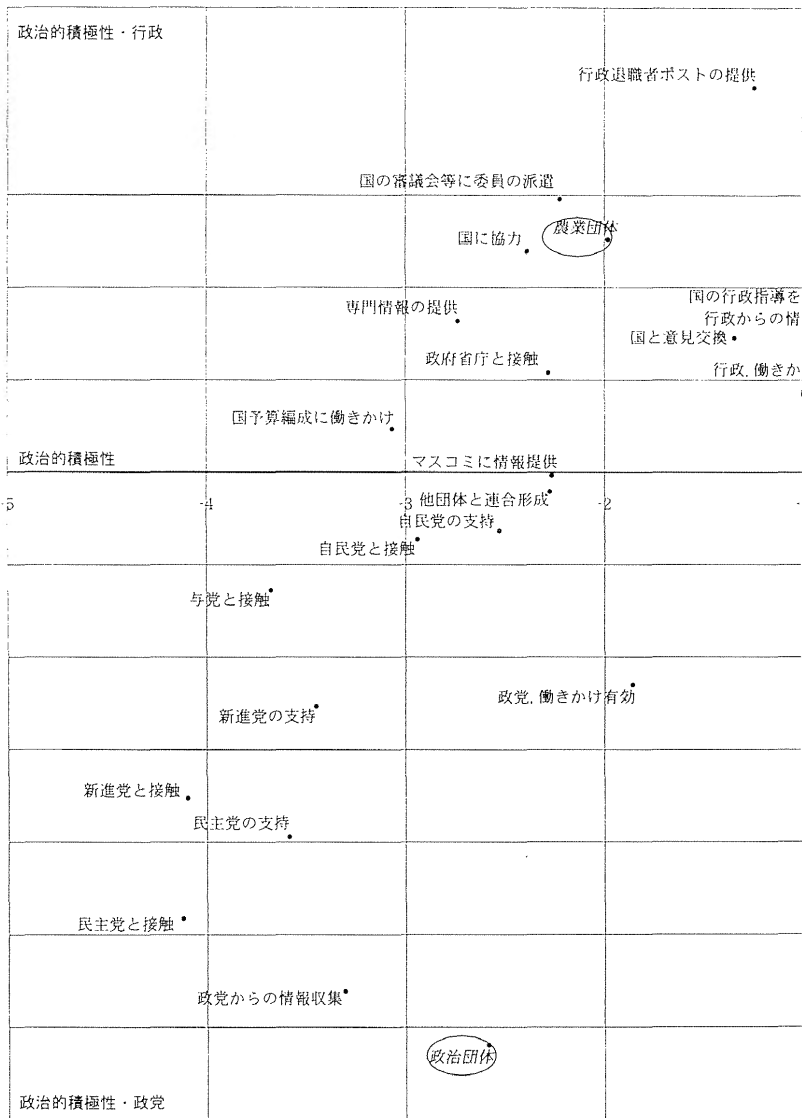 政治的積極性・行政
行政退職者ポストの提供
国の審議会等に委員の派遣
農業団体
国に協力
国の行政指導を
専門情報の提供
行政からの情
国と意見交換
政府省庁と接触
行政, 働きか
国予算編成に働きかけ
政治的積極性
マスコミに情報提供
-5 -4 -3 -2
他団体と連合形成
自民党の支持
自民党と接触
与党と接触
政党, 働きかけ有効
新進党の支持
新進党と接触
民主党の支持
民主党と接触
政党からの情報収集
政治団体
政治的積極性・政党